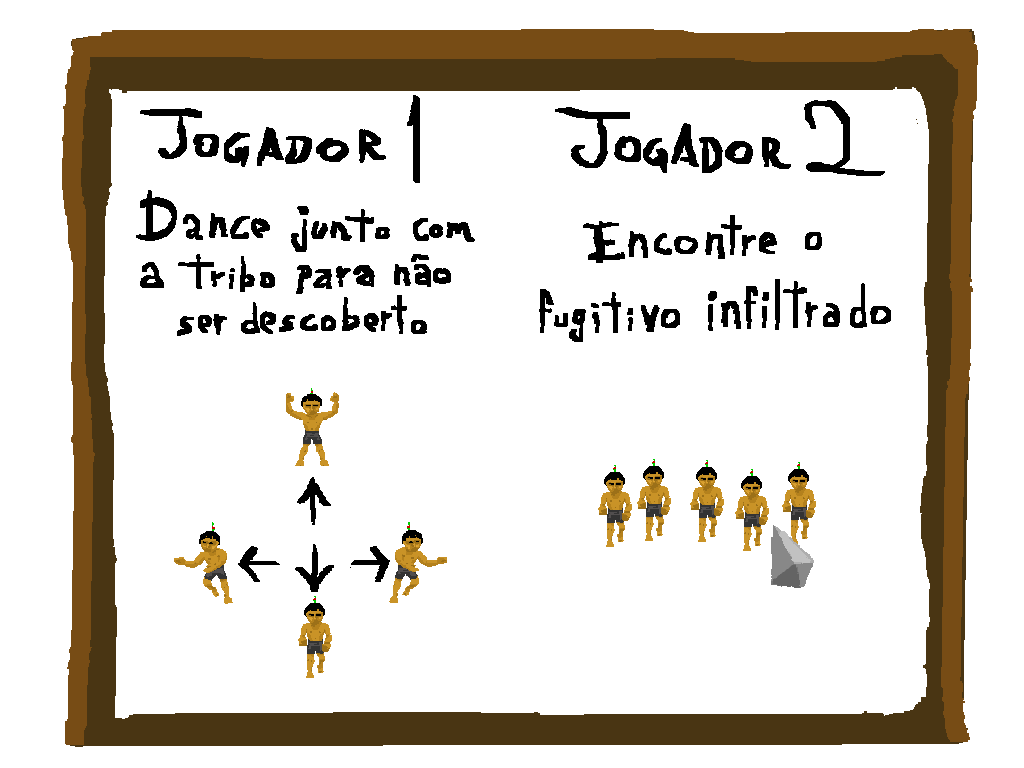 JOGADOR 1
Dance junto com
a tribo para não
ser descoberto
JOGADOR 2
Encontre o
fugitivo infiltrado